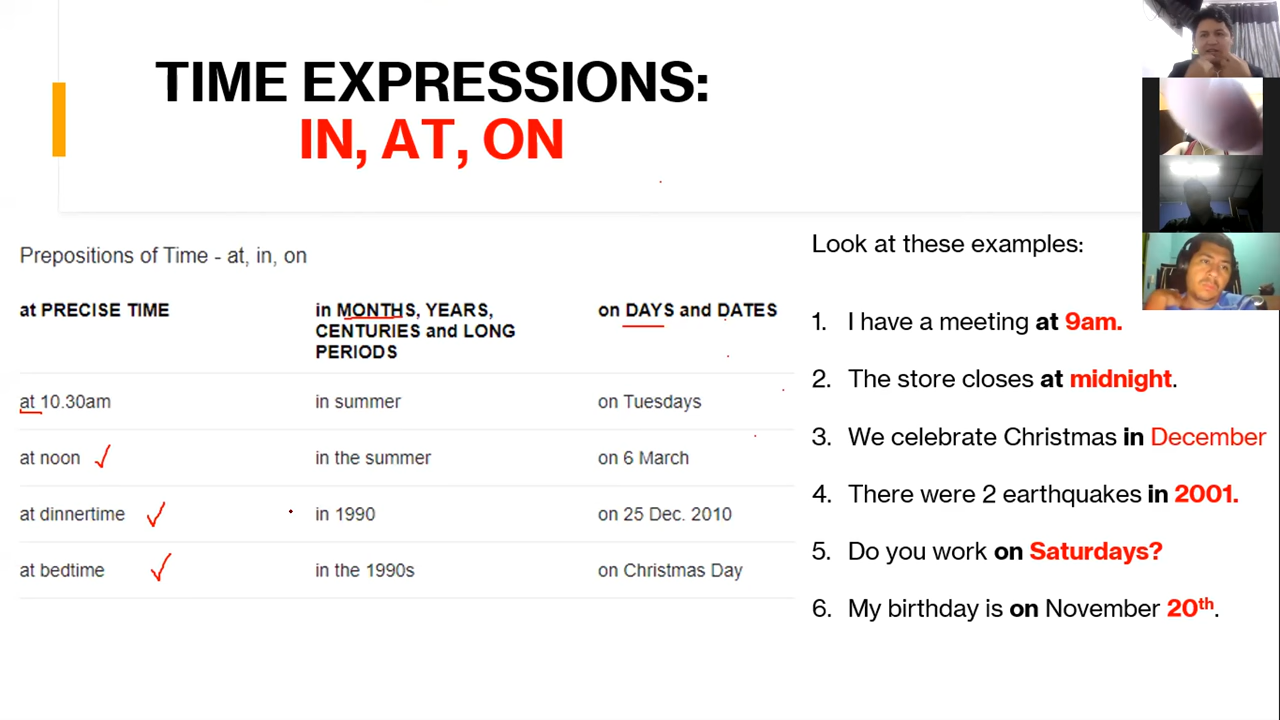 TIME EXPRESSIONS:
IN, AT, ON
Prepositions of Time - at, in, on
at PRECISE TIME
in MONTHS, YEARS,
CENTURIES and LONG
PERIODS
on DAYS and DATES
at 10.30am
in summer
on Tuesdays
at noon
in the summer
on 6 March
at dinnertime
in 1990
on 25 Dec. 2010
at bedtime
in the 1990s
on Christmas Day
Look at these examples:
1. I have a meeting at 9am.
2. The store closes at midnight.
3. We celebrate Christmas in December
4. There were 2 earthquakes in 2001.
5. Do you work on Saturdays?
6. My birthday is on November 20th.